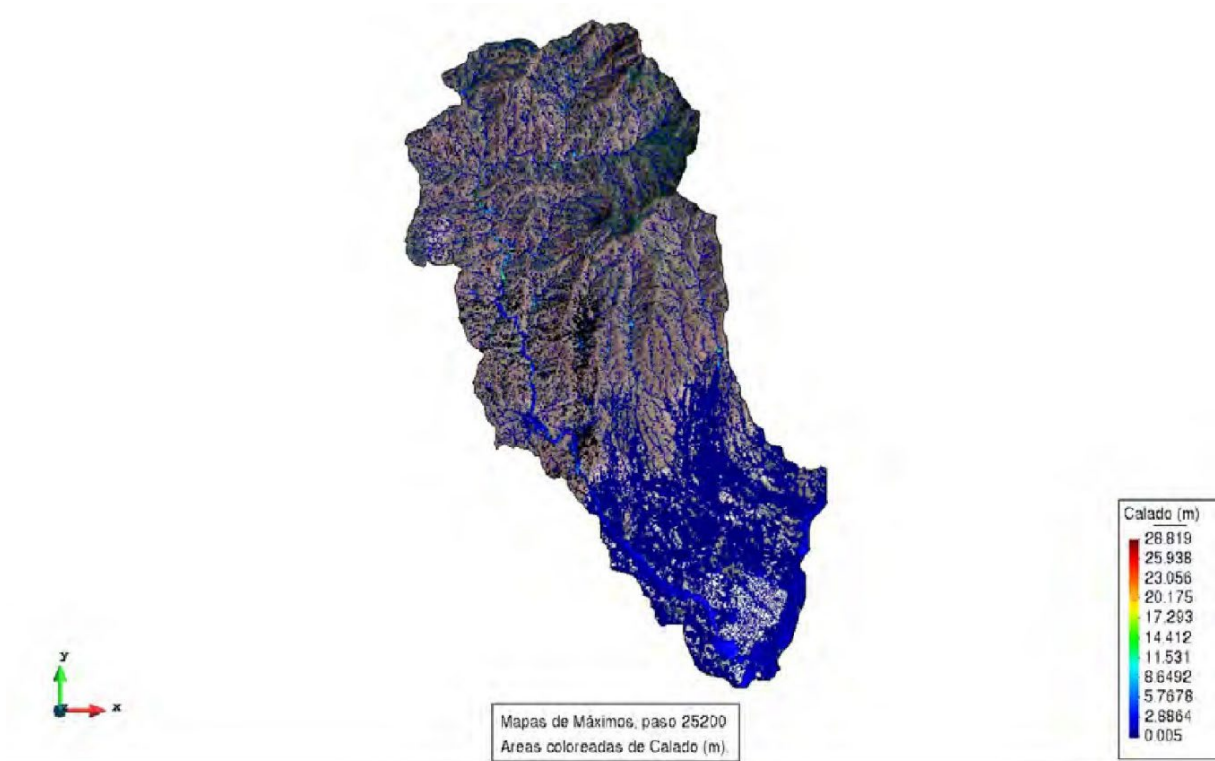 Calado (m)
28.819
25.938
23.056
20.175
17.293
14.412
11.531
8.6492
5.7678
2.8864
0.005
y
x
Mapas de Máximos, paso 25200
Areas coloreadas de Calado (m).